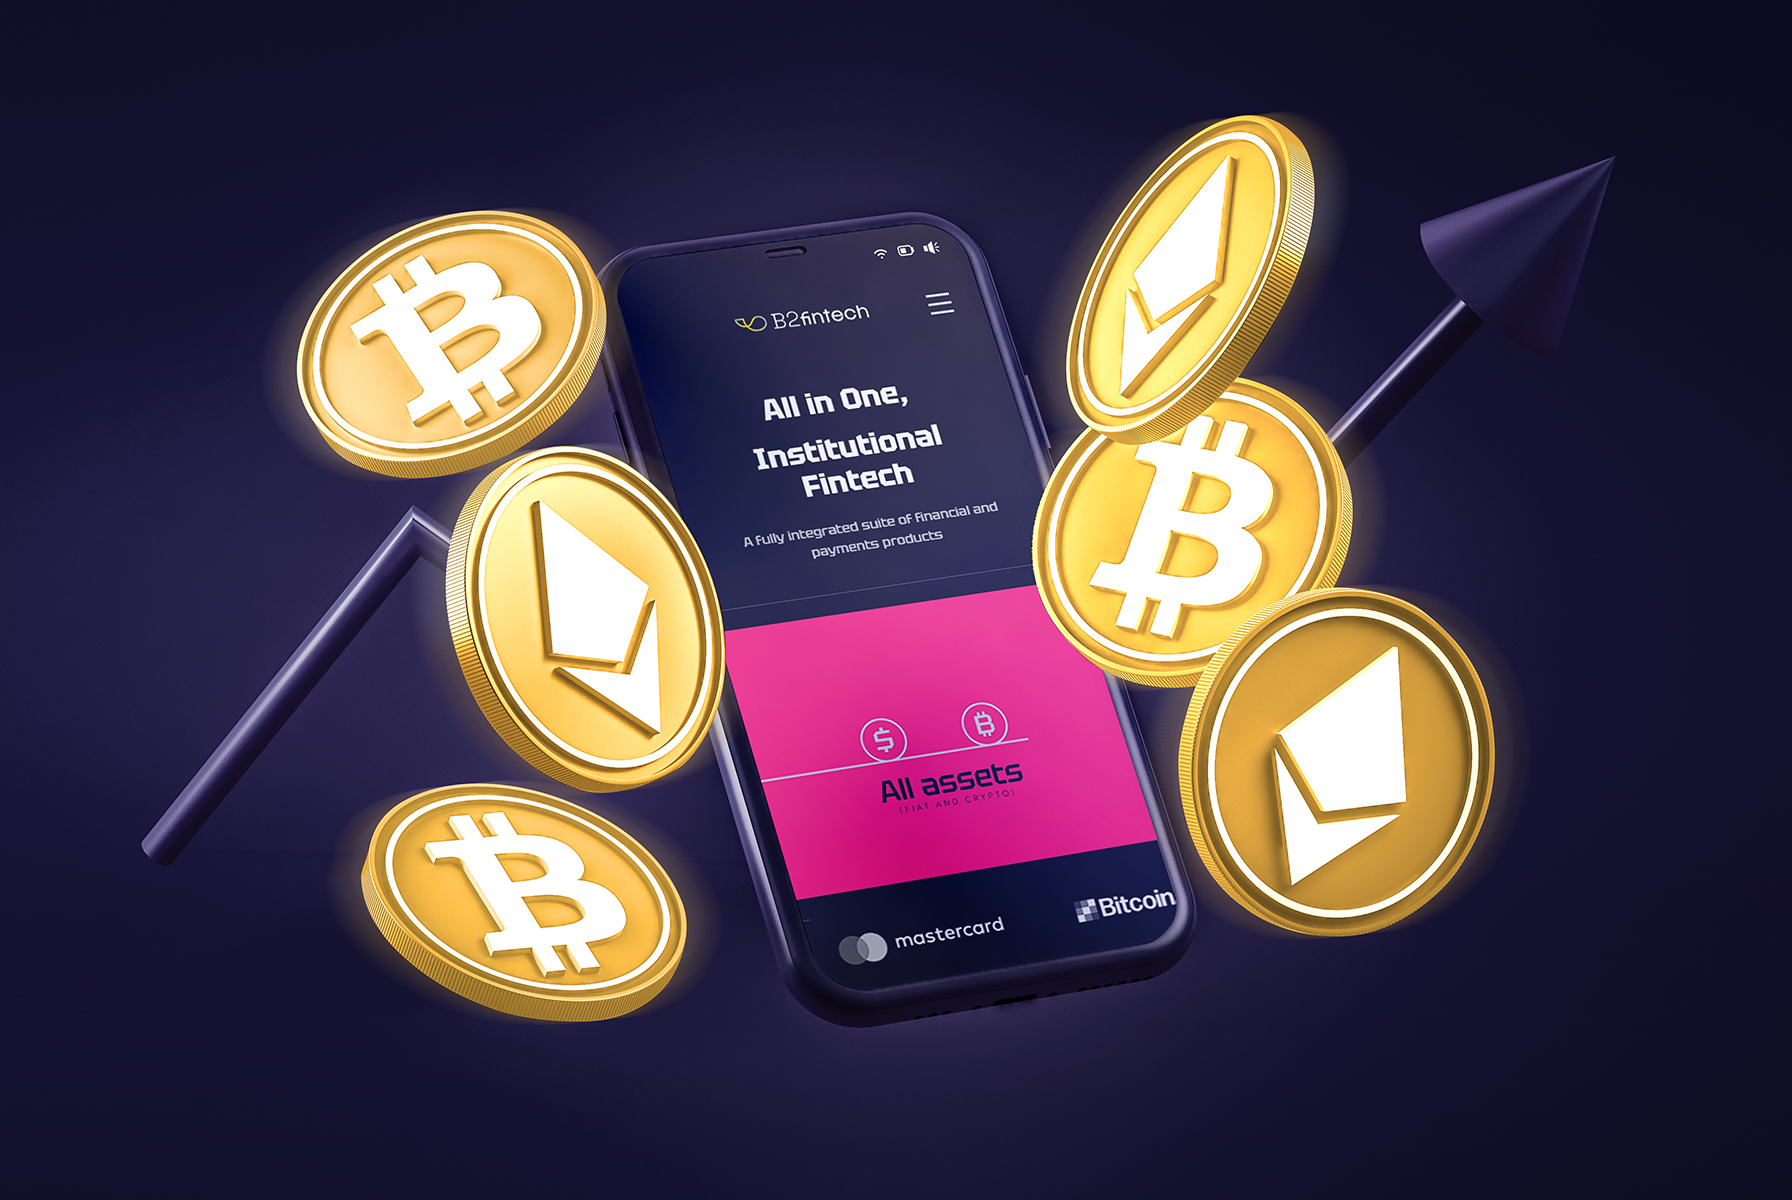 B2fintech
All in One,
Institutional
Fintech
A fully integrated suite of financial and
payments products
All assets
(FIAT AND CRYPTO)
mastercard
Bitcoin